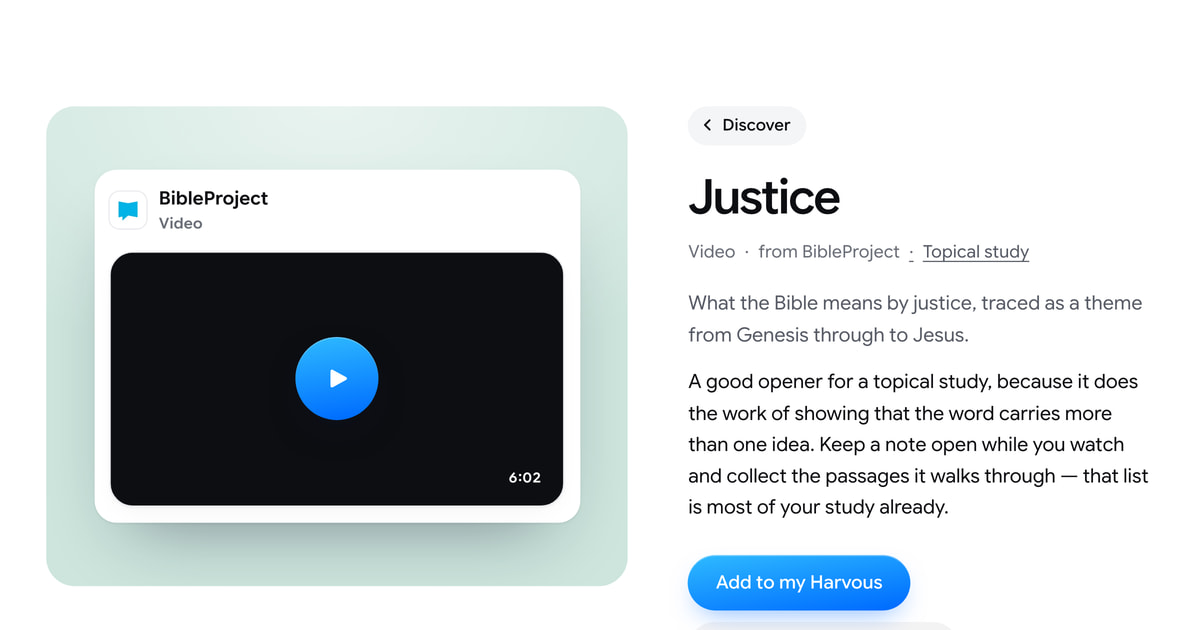 BibleProject
Video
6:02
Discover
Justice
Video · from BibleProject · Topical study
What the Bible means by justice, traced as a theme
from Genesis through to Jesus.
A good opener for a topical study, because it does
the work of showing that the word carries more
than one idea. Keep a note open while you watch
and collect the passages it walks through — that list
is most of your study already.
Add to my Harvous